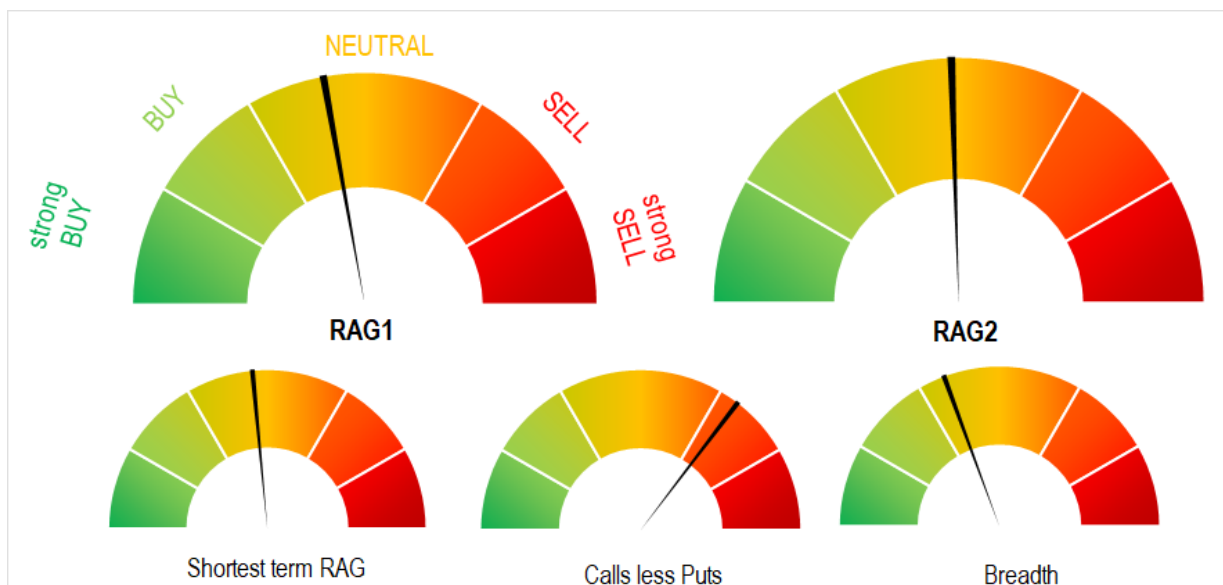 NEUTRAL
BUY
SELL
strong
BUY
strong
SELL
RAG1
RAG2
Shortest term RAG
Calls less Puts
Breadth